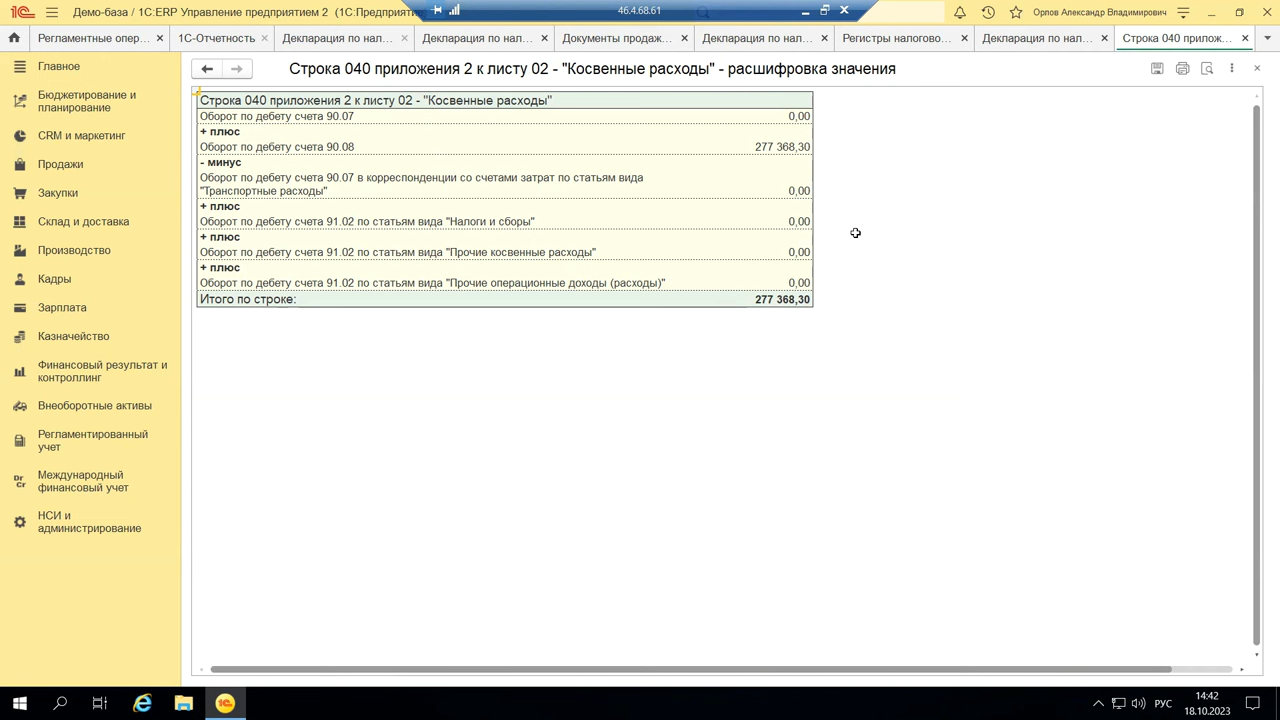 Демо-база / 1C:ERP Управление предприятием 2 (1С:Предприяти
46.4.68.61
Орлов Александр Владимирович
Регламентные опер...
1С-Отчетность
Декларация по нал...
Декларация по нал...
Документы продаж...
Декларация по нал...
Регистры налогово...
Декларация по нал...
Строка 040 прилож...
Главное
Бюджетирование и
планирование
CRM и маркетинг
Продажи
Закупки
Склад и доставка
Производство
Кадры
Зарплата
Казначейство
Финансовый результат и
контроллинг
Внеоборотные активы
Регламентированный
учет
Международный
финансовый учет
НСИ и
администрирование
Строка 040 приложения 2 к листу 02 - "Косвенные расходы" - расшифровка значения
Строка 040 приложения 2 к листу 02 - "Косвенные расходы"
Оборот по дебету счета 90.07 0,00
+ плюс
Оборот по дебету счета 90.08 277 368,30
- минус
Оборот по дебету счета 90.07 в корреспонденции со счетами затрат по статьям вида
"Транспортные расходы" 0,00
+ плюс
Оборот по дебету счета 91.02 по статьям вида "Налоги и сборы" 0,00
+ плюс
Оборот по дебету счета 91.02 по статьям вида "Прочие косвенные расходы" 0,00
+ плюс
Оборот по дебету счета 91.02 по статьям вида "Прочие операционные доходы (расходы)" 0,00
Итого по строке: 277 368,30
РУС
14:42
18.10.2023